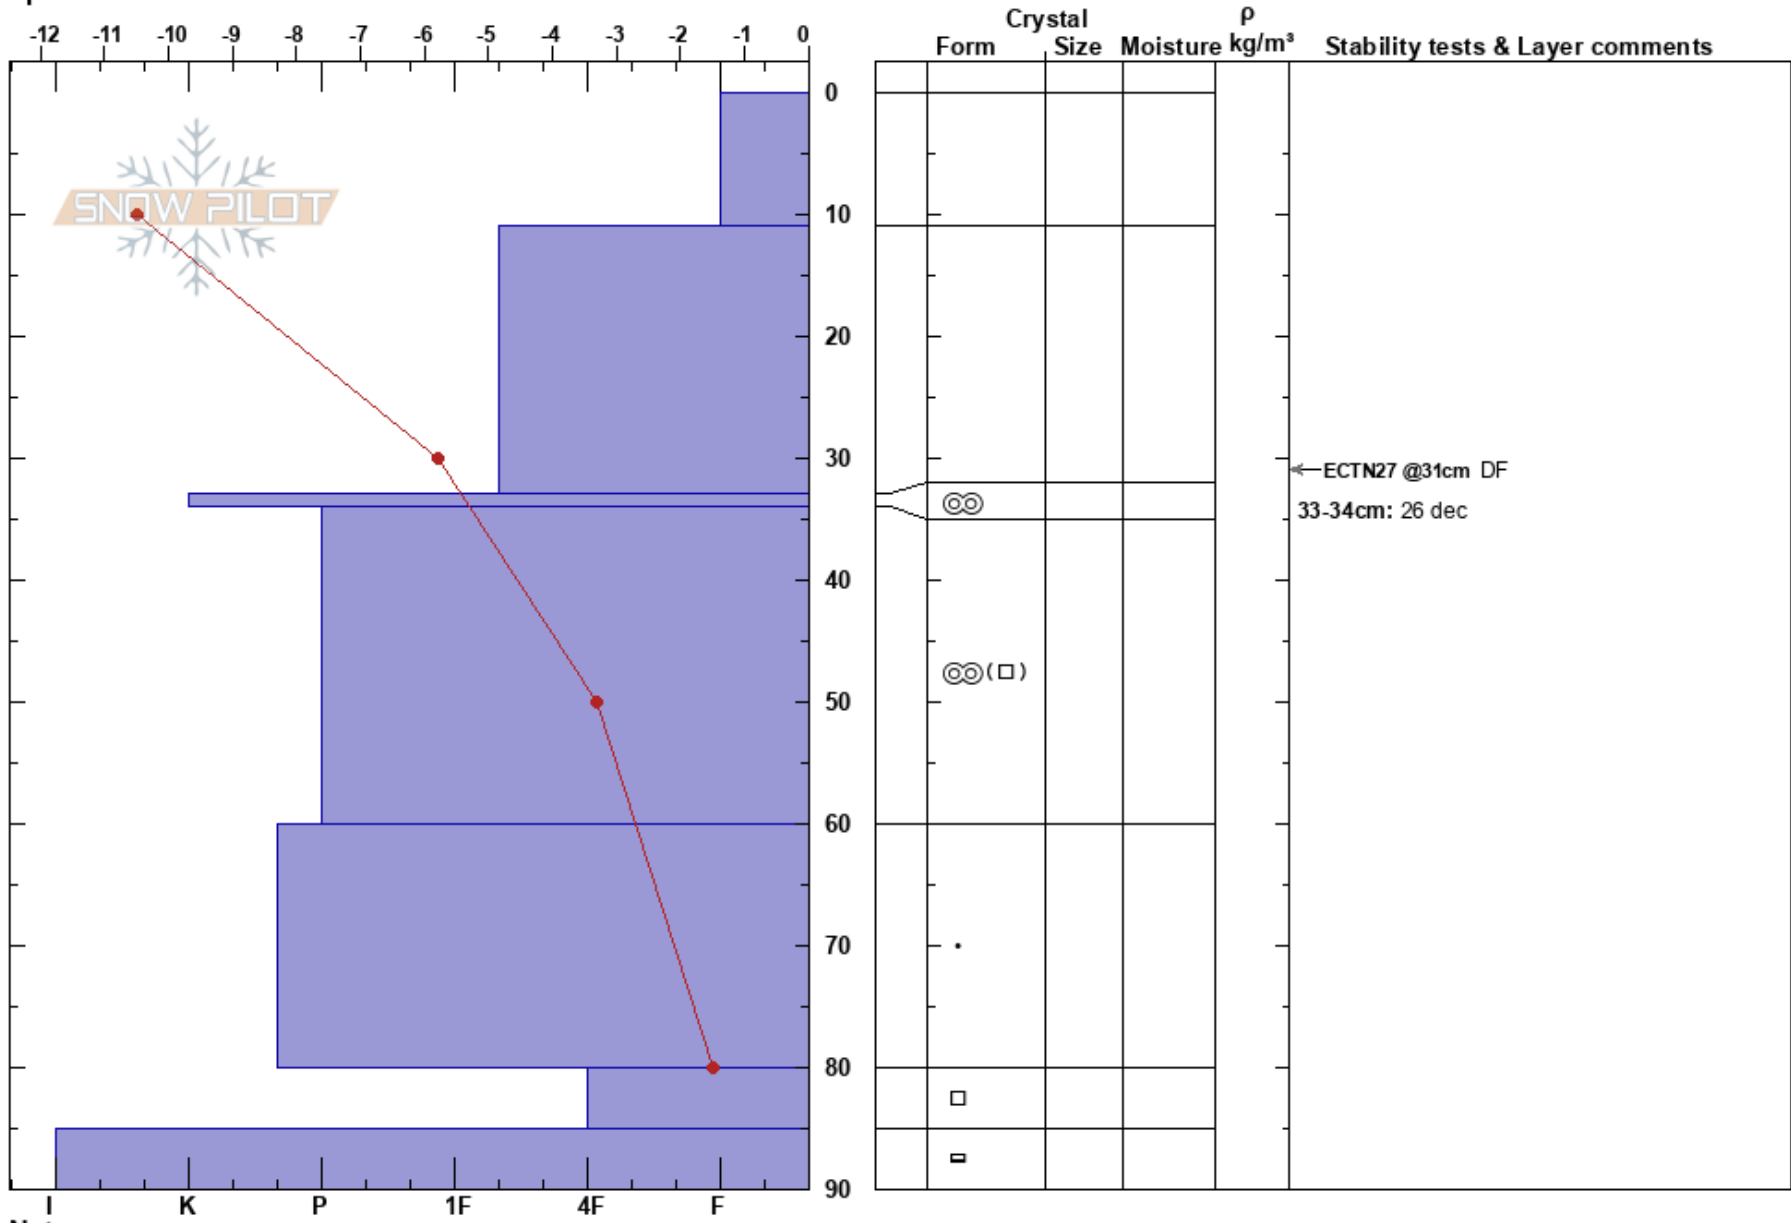 Crystal ρ
-12 -11 -10 -9 -8 -7 -6 -5 -4 -3 -2 -1 0 Form Size Moisture kg/m³ Stability tests & Layer comments
0
SNOW PILOT
10
20
30
ECTN27 @31cm DF
33-34cm: 26 dec
40
50
60
70
80
90
I K P 1F 4F F